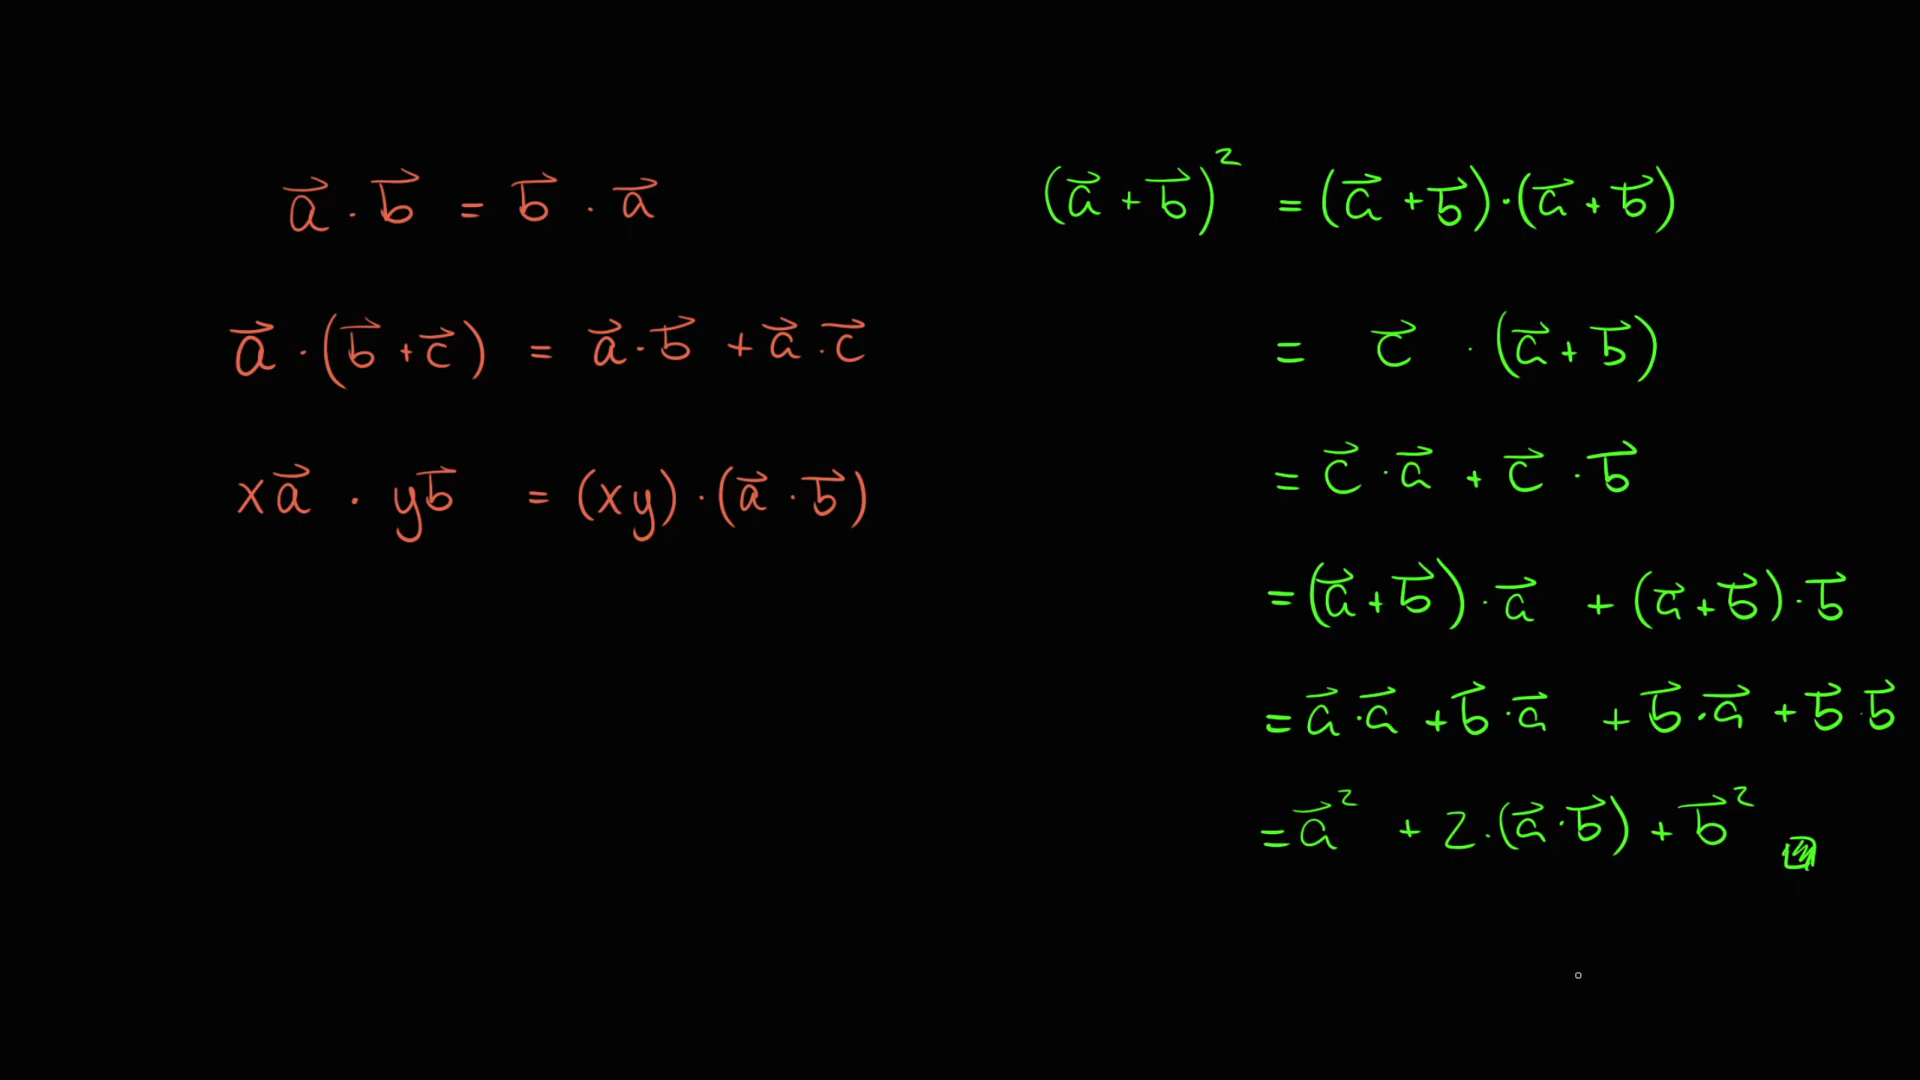 a⃗ · b⃗ = b⃗ · a⃗
a⃗ · (b⃗ + c⃗) = a⃗ · b⃗ + a⃗ · c⃗
xa⃗ · yb⃗ = (xy) · (a⃗ · b⃗)
(a⃗ + b⃗)² = (a⃗ + b⃗) · (a⃗ + b⃗)
= c⃗ · (a⃗ + b⃗)
= c⃗ · a⃗ + c⃗ · b⃗
= (a⃗ + b⃗) · a⃗ + (a⃗ + b⃗) · b⃗
= a⃗ · a⃗ + b⃗ · a⃗ + b⃗ · a⃗ + b⃗ · b⃗
= a⃗² + 2 · (a⃗ · b⃗) + b⃗²